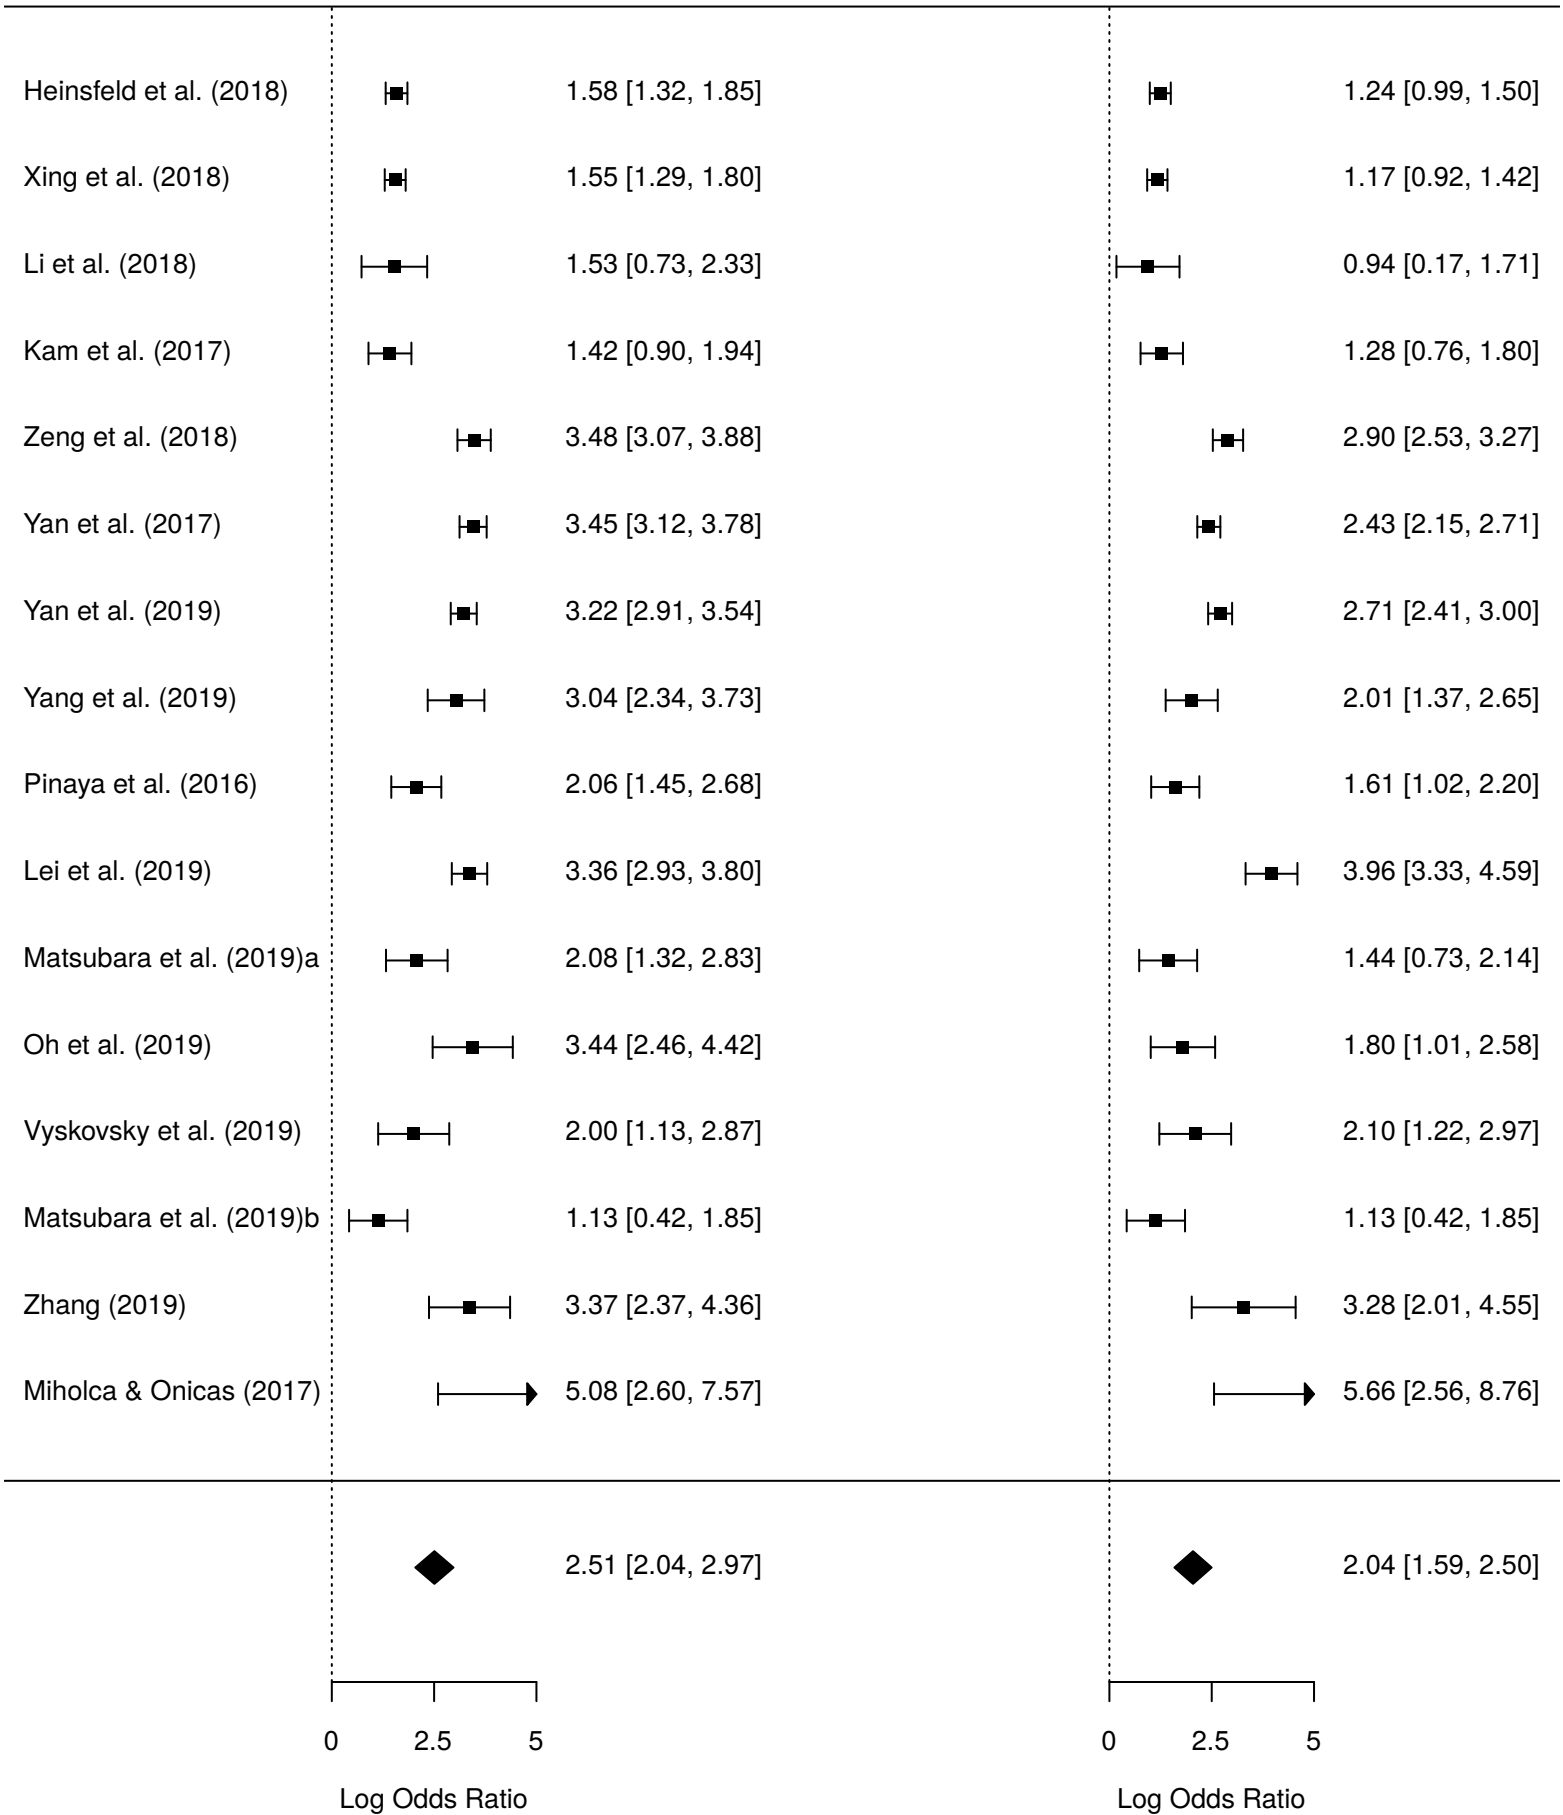 Heinsfeld et al. (2018) 1.58 [1.32, 1.85] 1.24 [0.99, 1.50]
Xing et al. (2018) 1.55 [1.29, 1.80] 1.17 [0.92, 1.42]
Li et al. (2018) 1.53 [0.73, 2.33] 0.94 [0.17, 1.71]
Kam et al. (2017) 1.42 [0.90, 1.94] 1.28 [0.76, 1.80]
Zeng et al. (2018) 3.48 [3.07, 3.88] 2.90 [2.53, 3.27]
Yan et al. (2017) 3.45 [3.12, 3.78] 2.43 [2.15, 2.71]
Yan et al. (2019) 3.22 [2.91, 3.54] 2.71 [2.41, 3.00]
Yang et al. (2019) 3.04 [2.34, 3.73] 2.01 [1.37, 2.65]
Pinaya et al. (2016) 2.06 [1.45, 2.68] 1.61 [1.02, 2.20]
Lei et al. (2019) 3.36 [2.93, 3.80] 3.96 [3.33, 4.59]
Matsubara et al. (2019)a 2.08 [1.32, 2.83] 1.44 [0.73, 2.14]
Oh et al. (2019) 3.44 [2.46, 4.42] 1.80 [1.01, 2.58]
Vyskovsky et al. (2019) 2.00 [1.13, 2.87] 2.10 [1.22, 2.97]
Matsubara et al. (2019)b 1.13 [0.42, 1.85] 1.13 [0.42, 1.85]
Zhang (2019) 3.37 [2.37, 4.36] 3.28 [2.01, 4.55]
Miholca & Onicas (2017) 5.08 [2.60, 7.57] 5.66 [2.56, 8.76]
2.51 [2.04, 2.97] 2.04 [1.59, 2.50]
0 2.5 5 0 2.5 5
Log Odds Ratio Log Odds Ratio